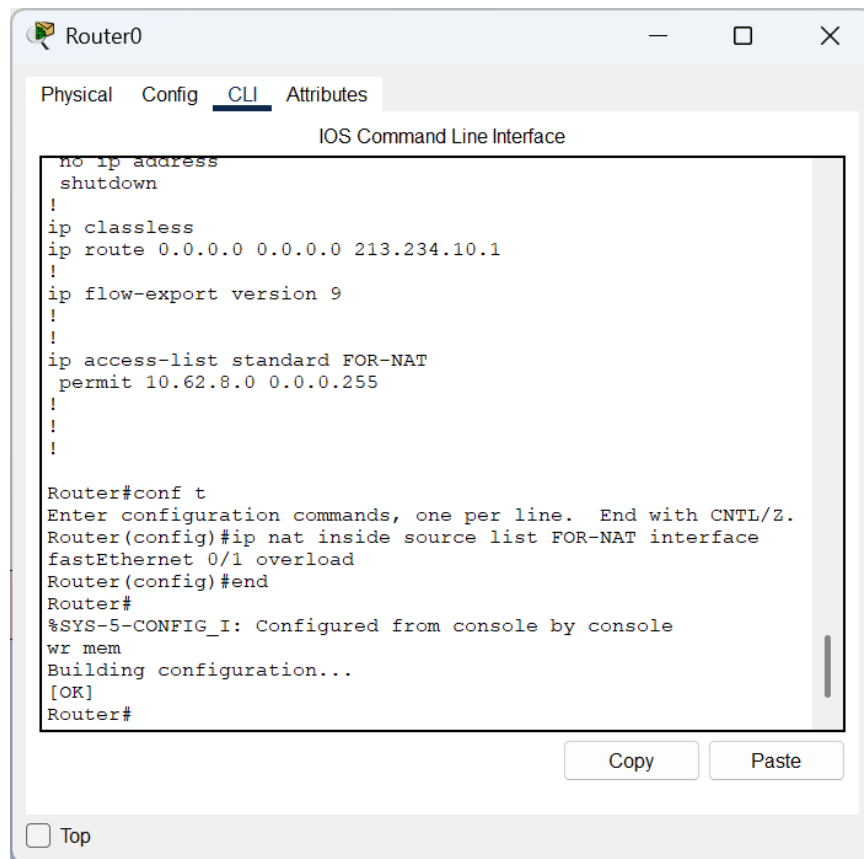 Router0
Physical Config CLI Attributes
IOS Command Line Interface
no ip address
shutdown
!
ip classless
ip route 0.0.0.0 0.0.0.0 213.234.10.1
!
ip flow-export version 9
!
!
ip access-list standard FOR-NAT
permit 10.62.8.0 0.0.0.255
!
!
!
Router#conf t
Enter configuration commands, one per line.  End with CNTL/Z.
Router(config)#ip nat inside source list FOR-NAT interface
fastEthernet 0/1 overload
Router(config)#end
Router#
%SYS-5-CONFIG_I: Configured from console by console
wr mem
Building configuration...
[OK]
Router#
Copy Paste
Top